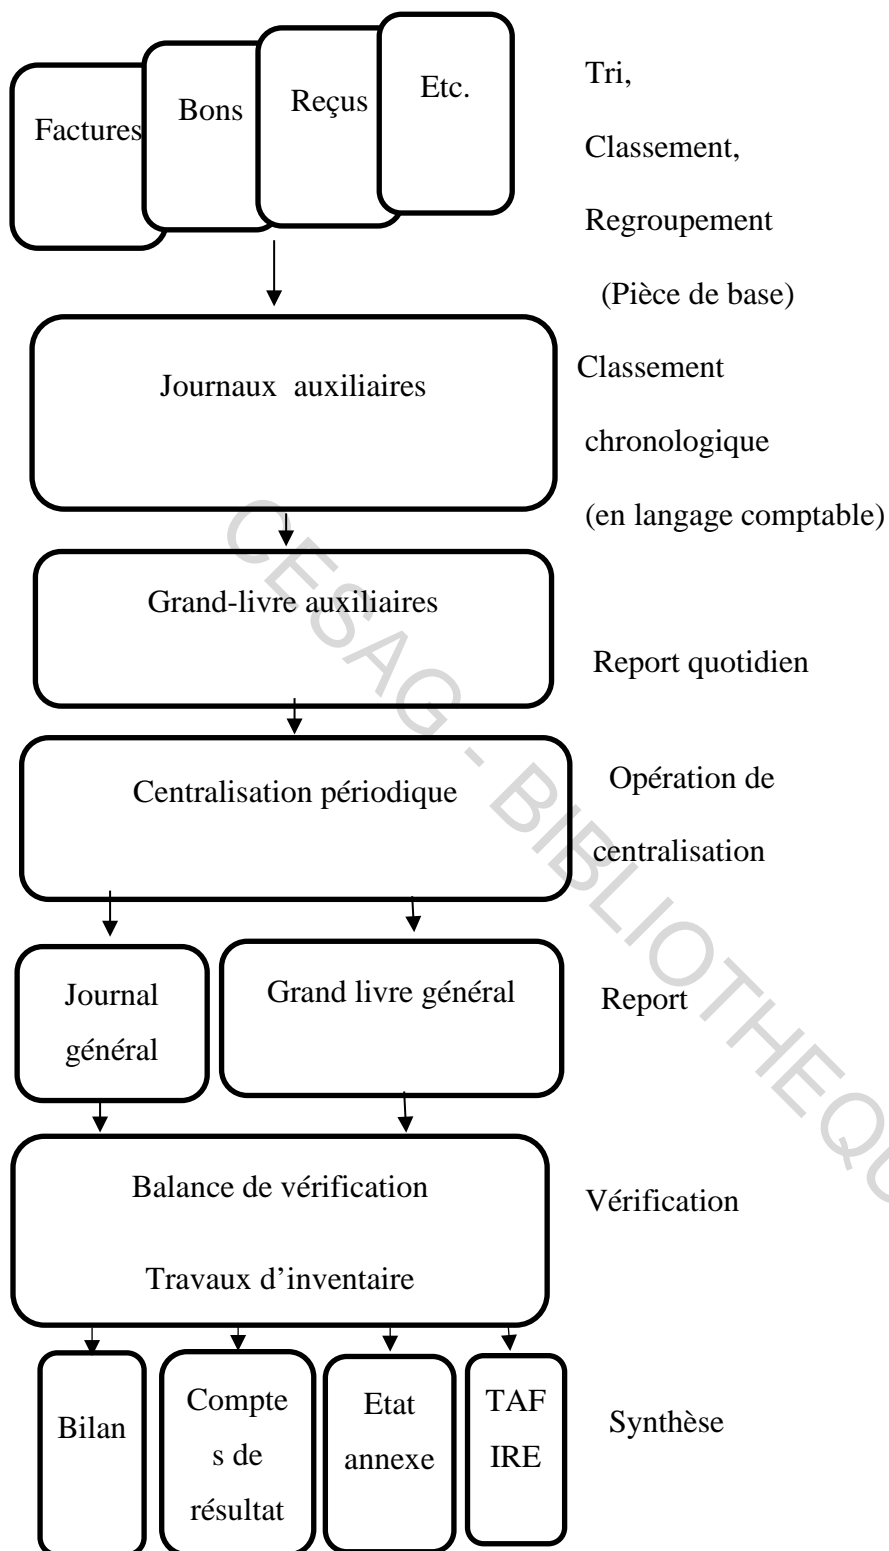 Factures
Bons
Reçus
Etc.
Tri,
Classement,
Regroupement
(Pièce de base)
Journaux auxiliaires
Classement
chronologique
(en langage comptable)
Grand-livre auxiliaires
Report quotidien
Centralisation périodique
Opération de
centralisation
Journal
général
Grand livre général
Report
Balance de vérification
Travaux d’inventaire
Vérification
Bilan
Compte
s de
résultat
Etat
annexe
TAF
IRE
Synthèse
CESAG - BIBLIOTHEQU